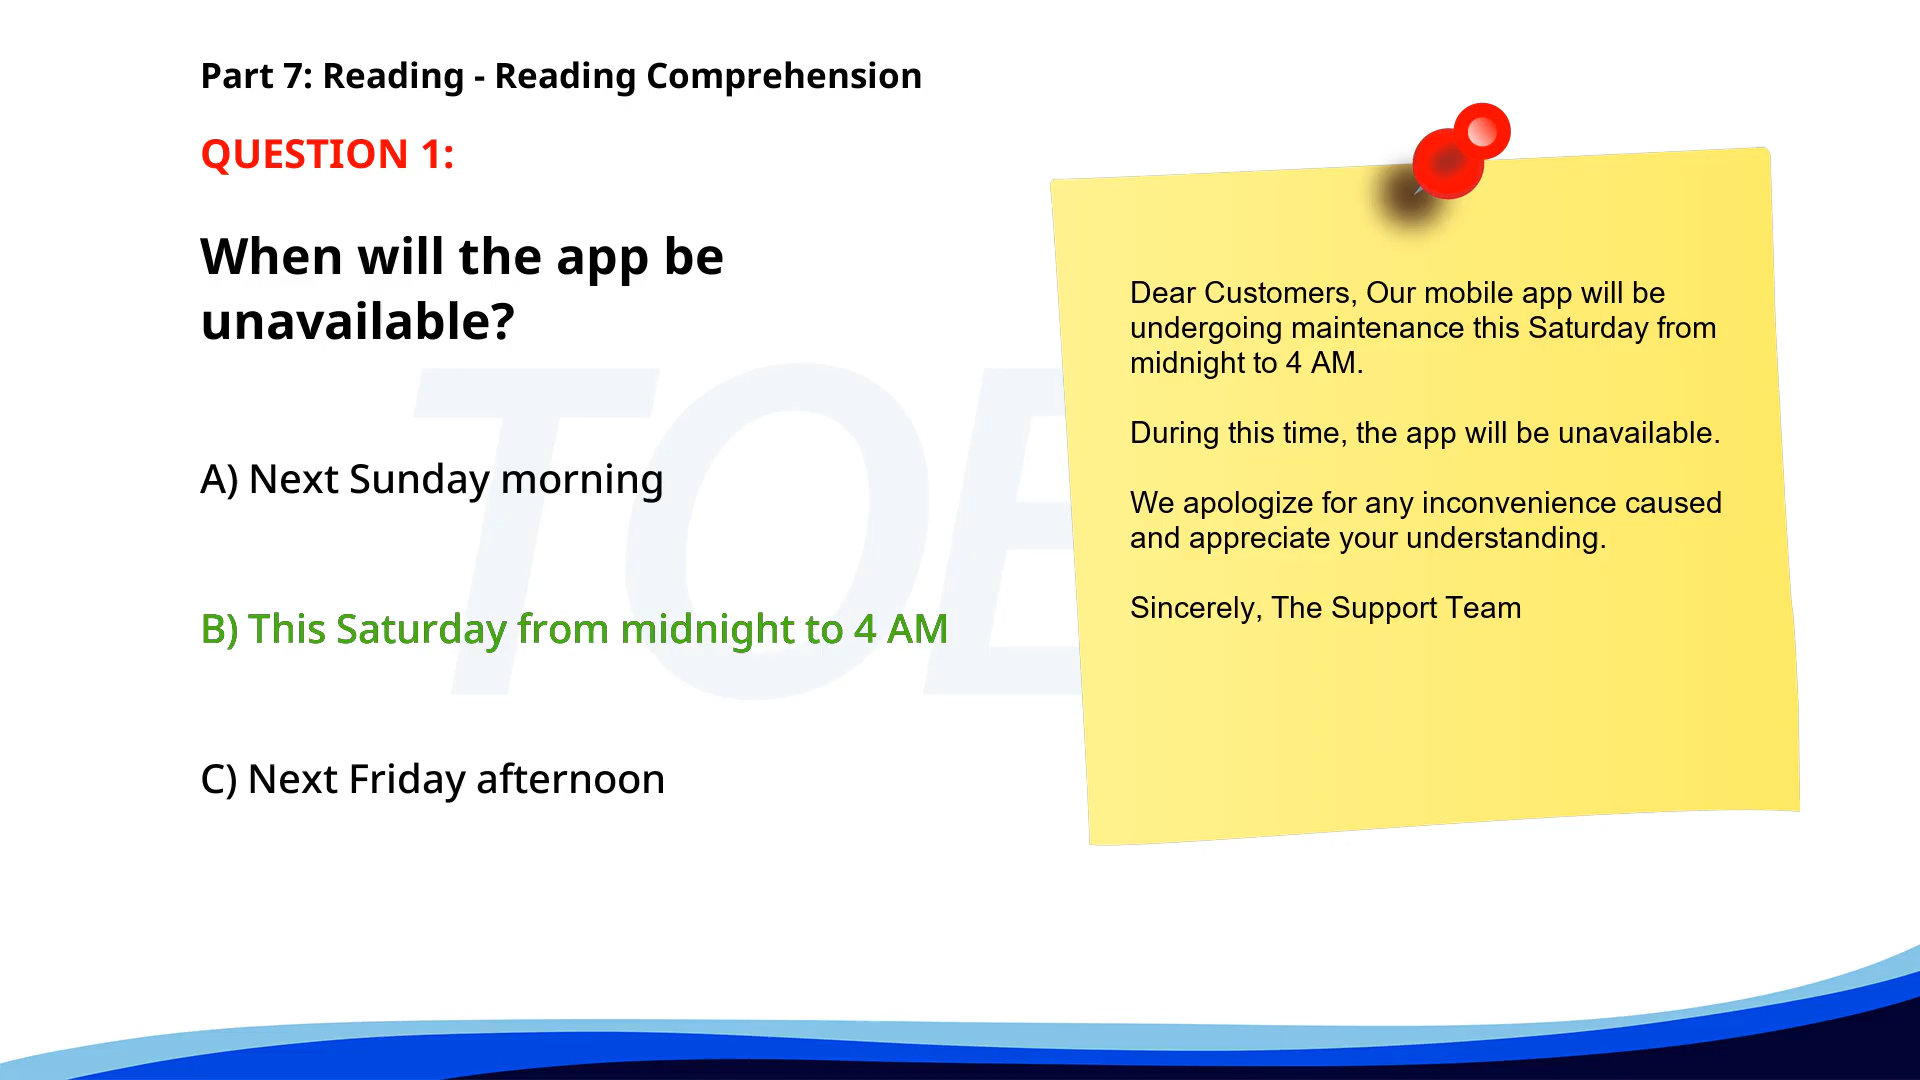 Part 7: Reading - Reading Comprehension
QUESTION 1:
When will the app be
unavailable?
A) Next Sunday morning
B) This Saturday from midnight to 4 AM
C) Next Friday afternoon
TOE
Dear Customers, Our mobile app will be
undergoing maintenance this Saturday from
midnight to 4 AM.
During this time, the app will be unavailable.
We apologize for any inconvenience caused
and appreciate your understanding.
Sincerely, The Support Team